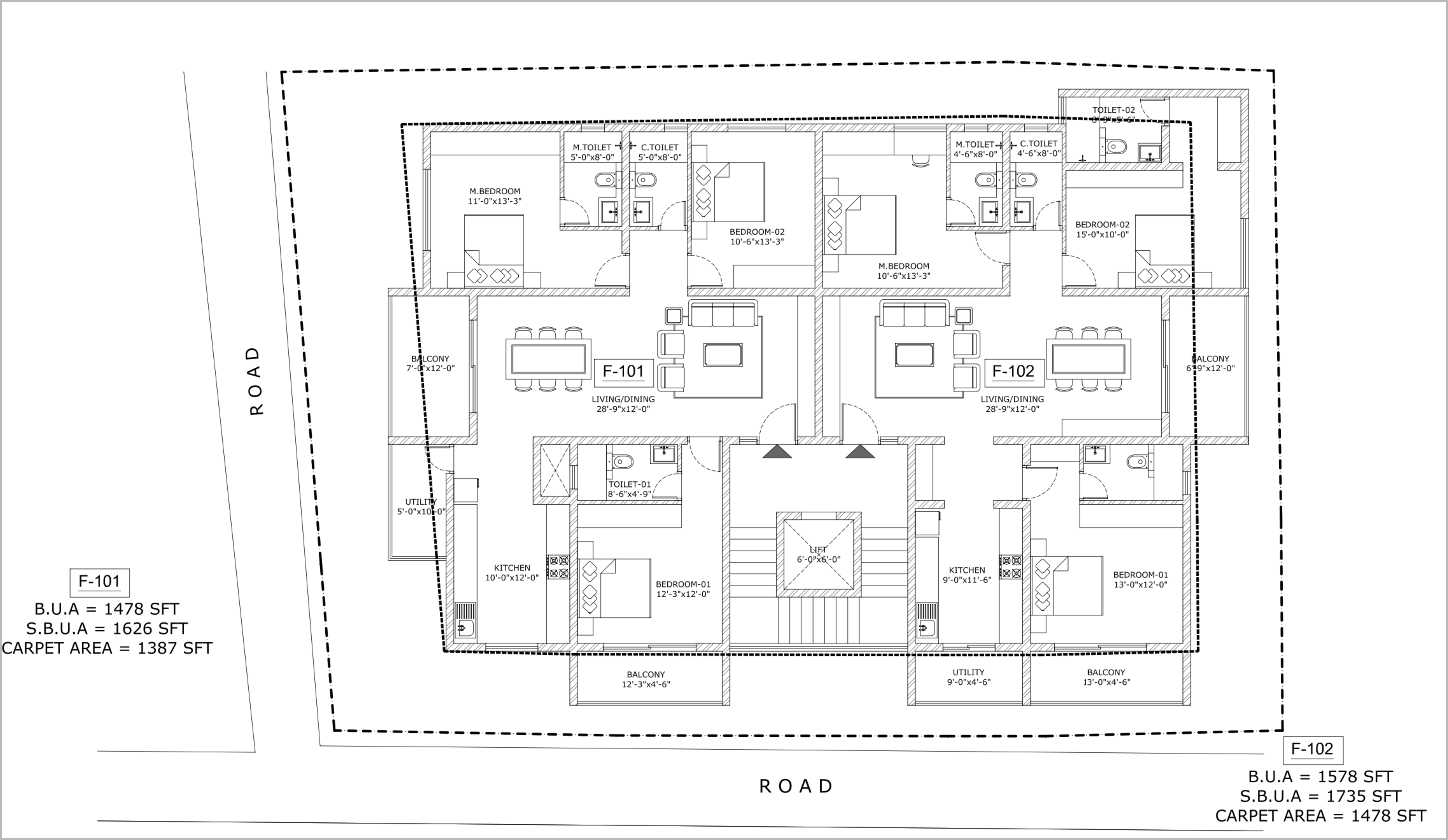 TOILET-02
8'-9"x5'-6"
M.TOILET
5'-0"x8'-0"
C.TOILET
5'-0"x8'-0"
M.TOILET
4'-6"x8'-0"
C.TOILET
4'-6"x8'-0"
M.BEDROOM
11'-0"x13'-3"
BEDROOM-02
10'-6"x13'-3"
M.BEDROOM
10'-6"x13'-3"
BEDROOM-02
15'-0"x10'-0"
BALCONY
7'-0"x12'-0"
F-101
LIVING/DINING
28'-9"x12'-0"
F-102
LIVING/DINING
28'-9"x12'-0"
BALCONY
6'-9"x12'-0"
ROAD
UTILITY
5'-0"x10'-0"
TOILET-01
8'-6"x4'-9"
KITCHEN
10'-0"x12'-0"
BEDROOM-01
12'-3"x12'-0"
LIFT
6'-0"x6'-0"
KITCHEN
9'-0"x11'-6"
BEDROOM-01
13'-0"x12'-0"
BALCONY
12'-3"x4'-6"
UTILITY
9'-0"x4'-6"
BALCONY
13'-0"x4'-6"
F-101
B.U.A = 1478 SFT
S.B.U.A = 1626 SFT
CARPET AREA = 1387 SFT
ROAD
F-102
B.U.A = 1578 SFT
S.B.U.A = 1735 SFT
CARPET AREA = 1478 SFT